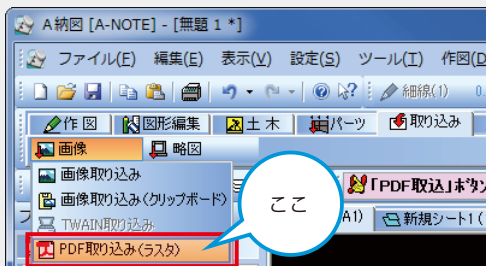 A納図 [A-NOTE] - [無題 1 *]
ファイル(F) 編集(E) 表示(V) 設定(S) ツール(T) 作図(D
細線(1) 0.
作 図 図形編集 土 木 パーツ 取り込み
画像 略図
画像取り込み
画像取り込み(クリップボード)
TWAIN取り込み
PDF取り込み(ラスタ)
ここ
「PDF取込」ボタン
A1) 新規シート1 (